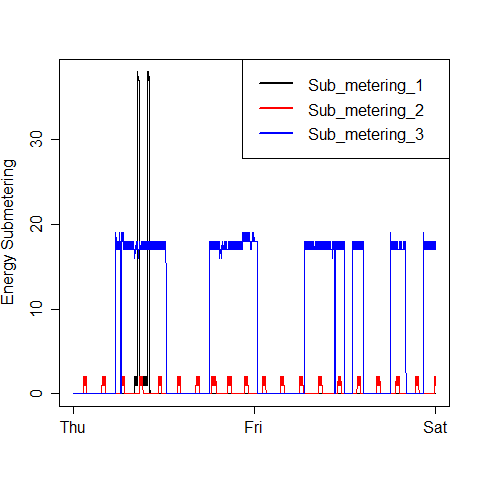 Sub_metering_1
Sub_metering_2
Sub_metering_3
Energy Submetering
30
20
10
0
Thu Fri Sat